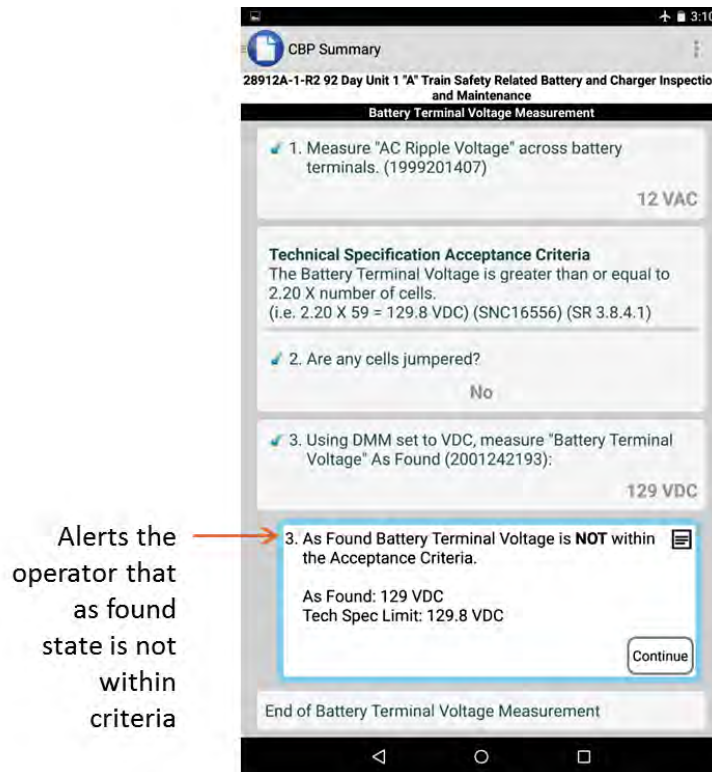 3:10
CBP Summary
28912A-1-R2 92 Day Unit 1 "A" Train Safety Related Battery and Charger Inspectio
and Maintenance
Battery Terminal Voltage Measurement
1. Measure "AC Ripple Voltage" across battery
terminals. (1999201407)
12 VAC
Technical Specification Acceptance Criteria
The Battery Terminal Voltage is greater than or equal to
2.20 X number of cells.
(i.e. 2.20 X 59 = 129.8 VDC) (SNC16556) (SR 3.8.4.1)
2. Are any cells jumpered?
No
3. Using DMM set to VDC, measure "Battery Terminal
Voltage" As Found (2001242193):
129 VDC
Alerts the
operator that
as found
state is not
within
criteria
3. As Found Battery Terminal Voltage is NOT within
the Acceptance Criteria.
As Found: 129 VDC
Tech Spec Limit: 129.8 VDC
Continue
End of Battery Terminal Voltage Measurement